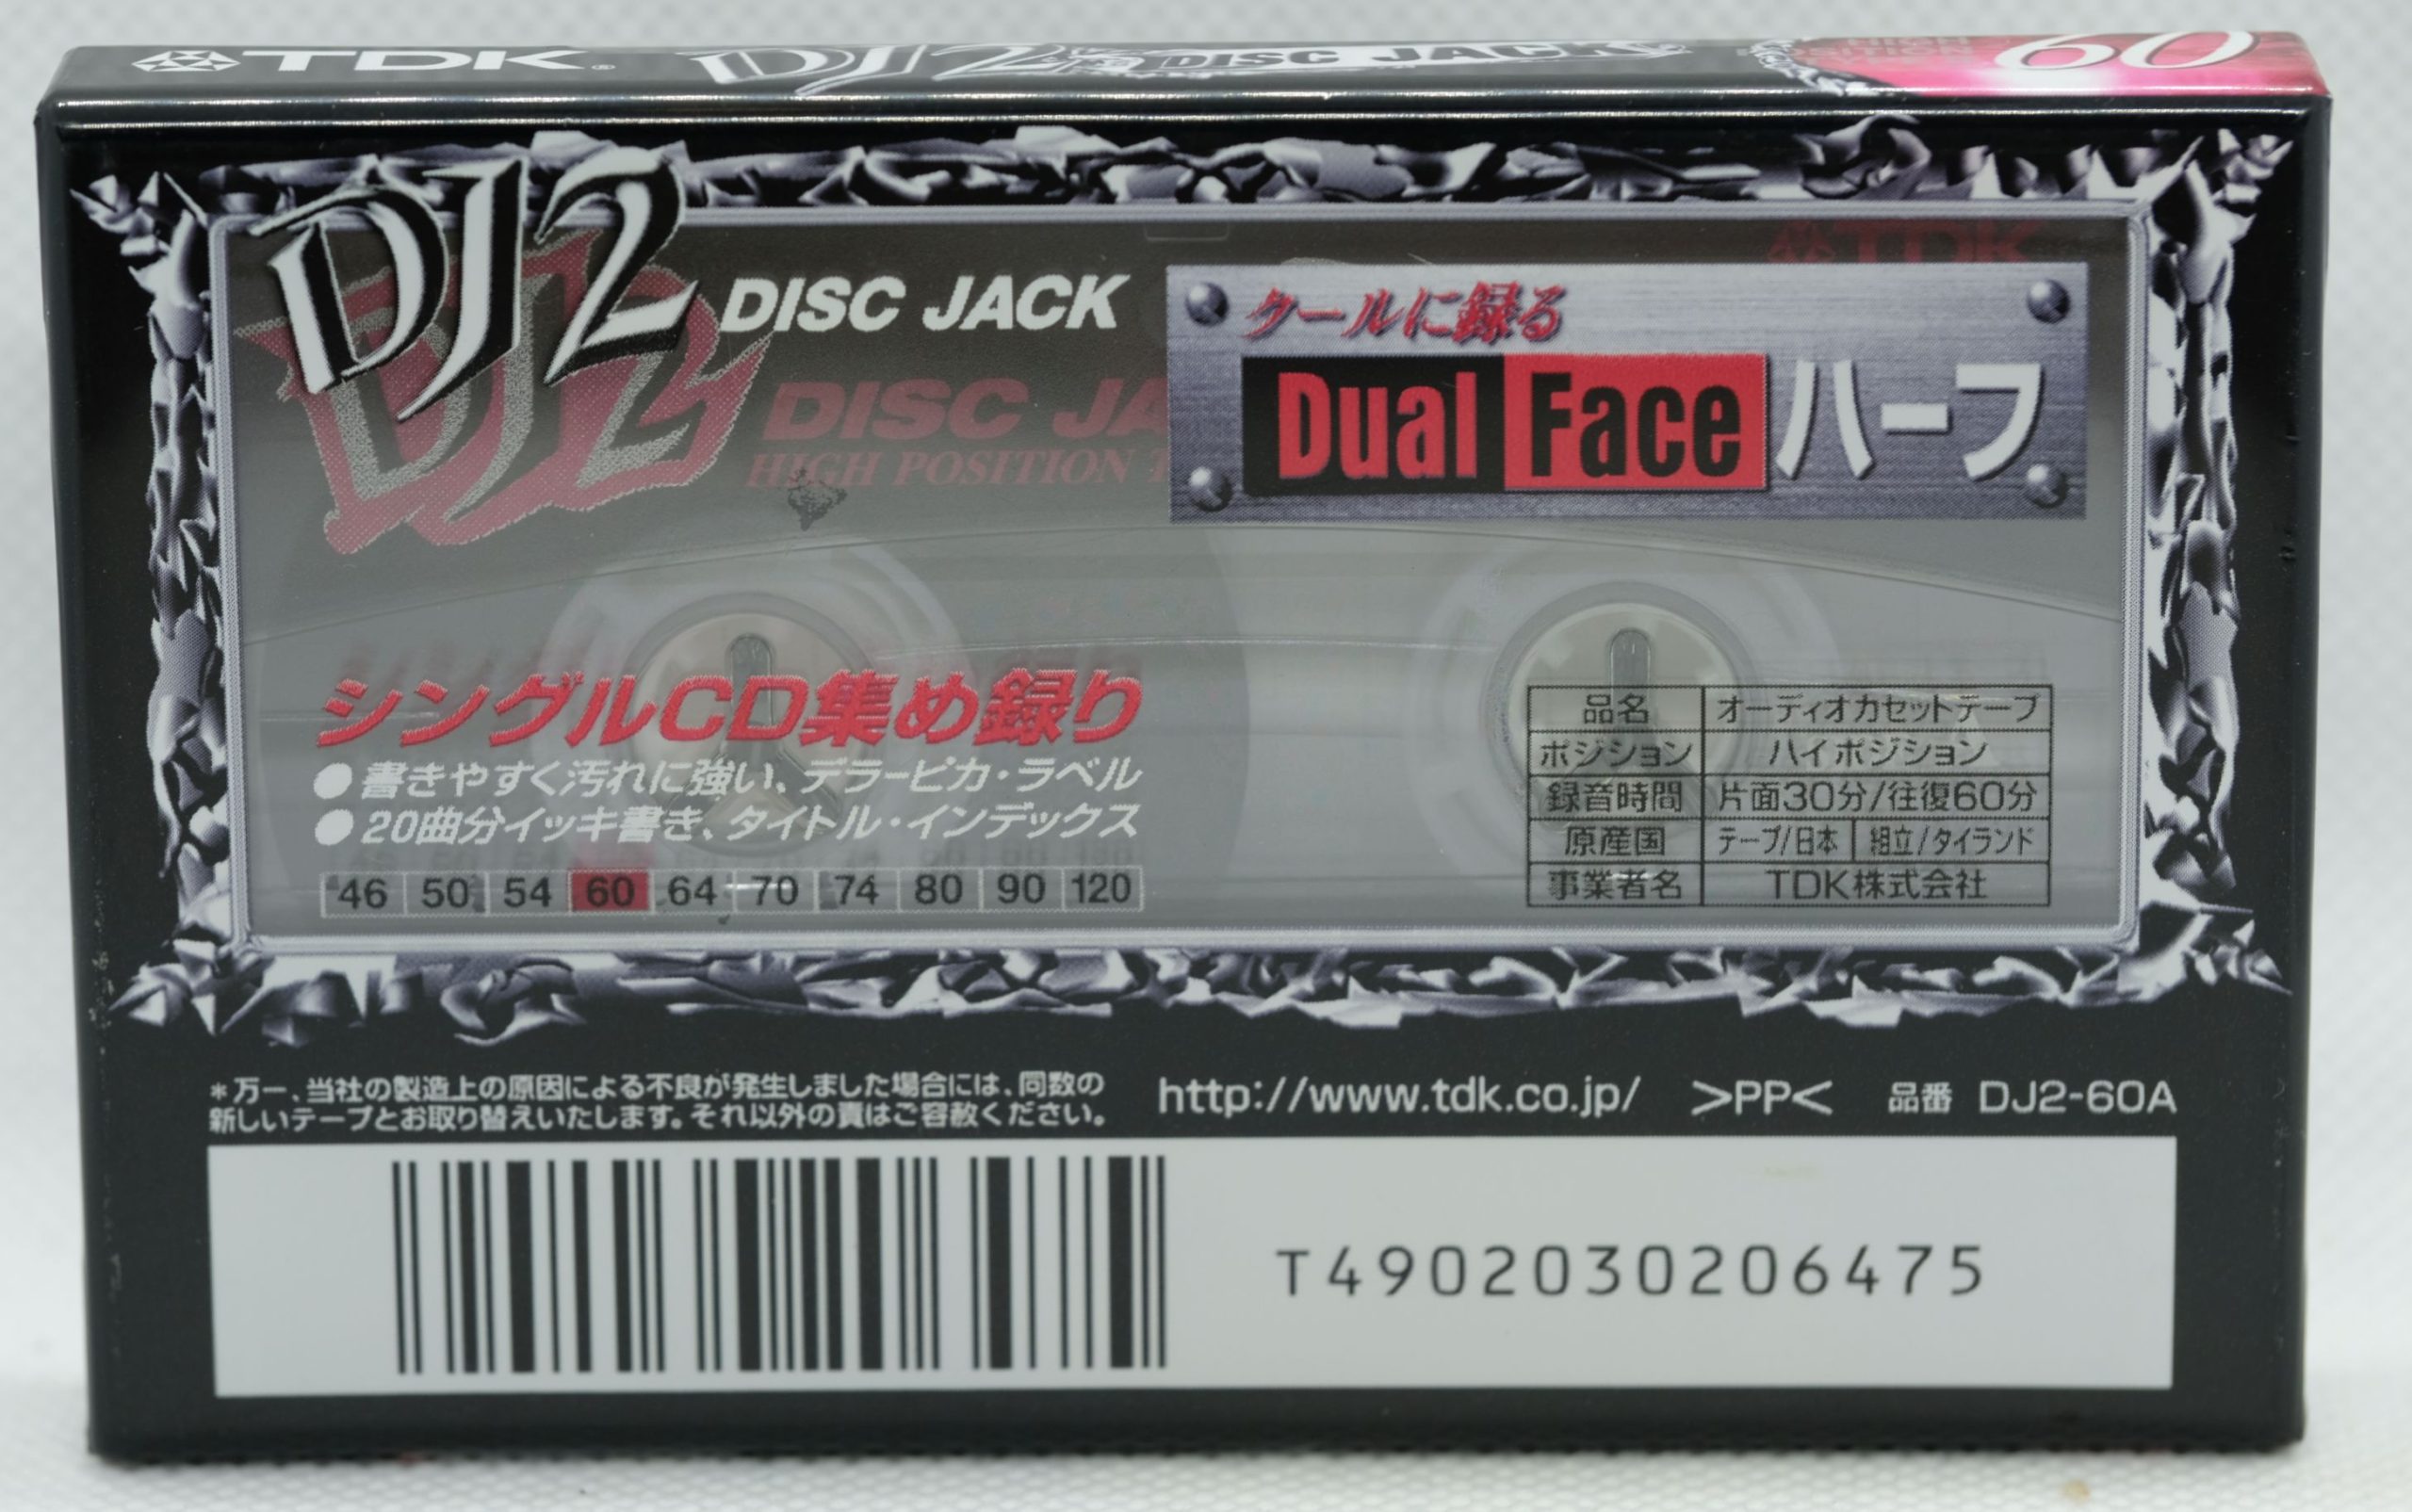 TDK
DJ2 DISC JACK
60
DJ2
DISC JACK
TDK
クールに録る
Dual Face ハーフ
DJ2
DISC JA
HIGH POSITION T
シングルCD集め録り
●書きやすく汚れに強い、デラーピカ・ラベル
●20曲分イッキ書き、タイトル・インデックス
46 50 54 60 64 70 74 80 90 120
品名 オーディオカセットテープ
ポジション ハイポジション
録音時間 片面30分/往復60分
原産国 テープ/日本 組立/タイランド
事業者名 TDK株式会社
*万一、当社の製造上の原因による不良が発生しました場合には、同数の
新しいテープとお取り替えいたします。それ以外の責はご容赦ください。
http://www.tdk.co.jp/ >PP< 品番 DJ2-60A
T4902030206475